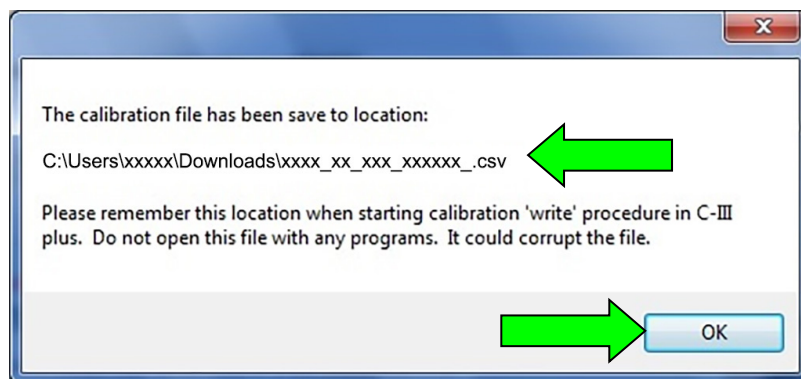 The calibration file has been save to location:
C:\Users\xxxxx\Downloads\xxxx_xx_xxx_xxxxxx_.csv
Please remember this location when starting calibration 'write' procedure in C-III
plus.  Do not open this file with any programs.  It could corrupt the file.
OK